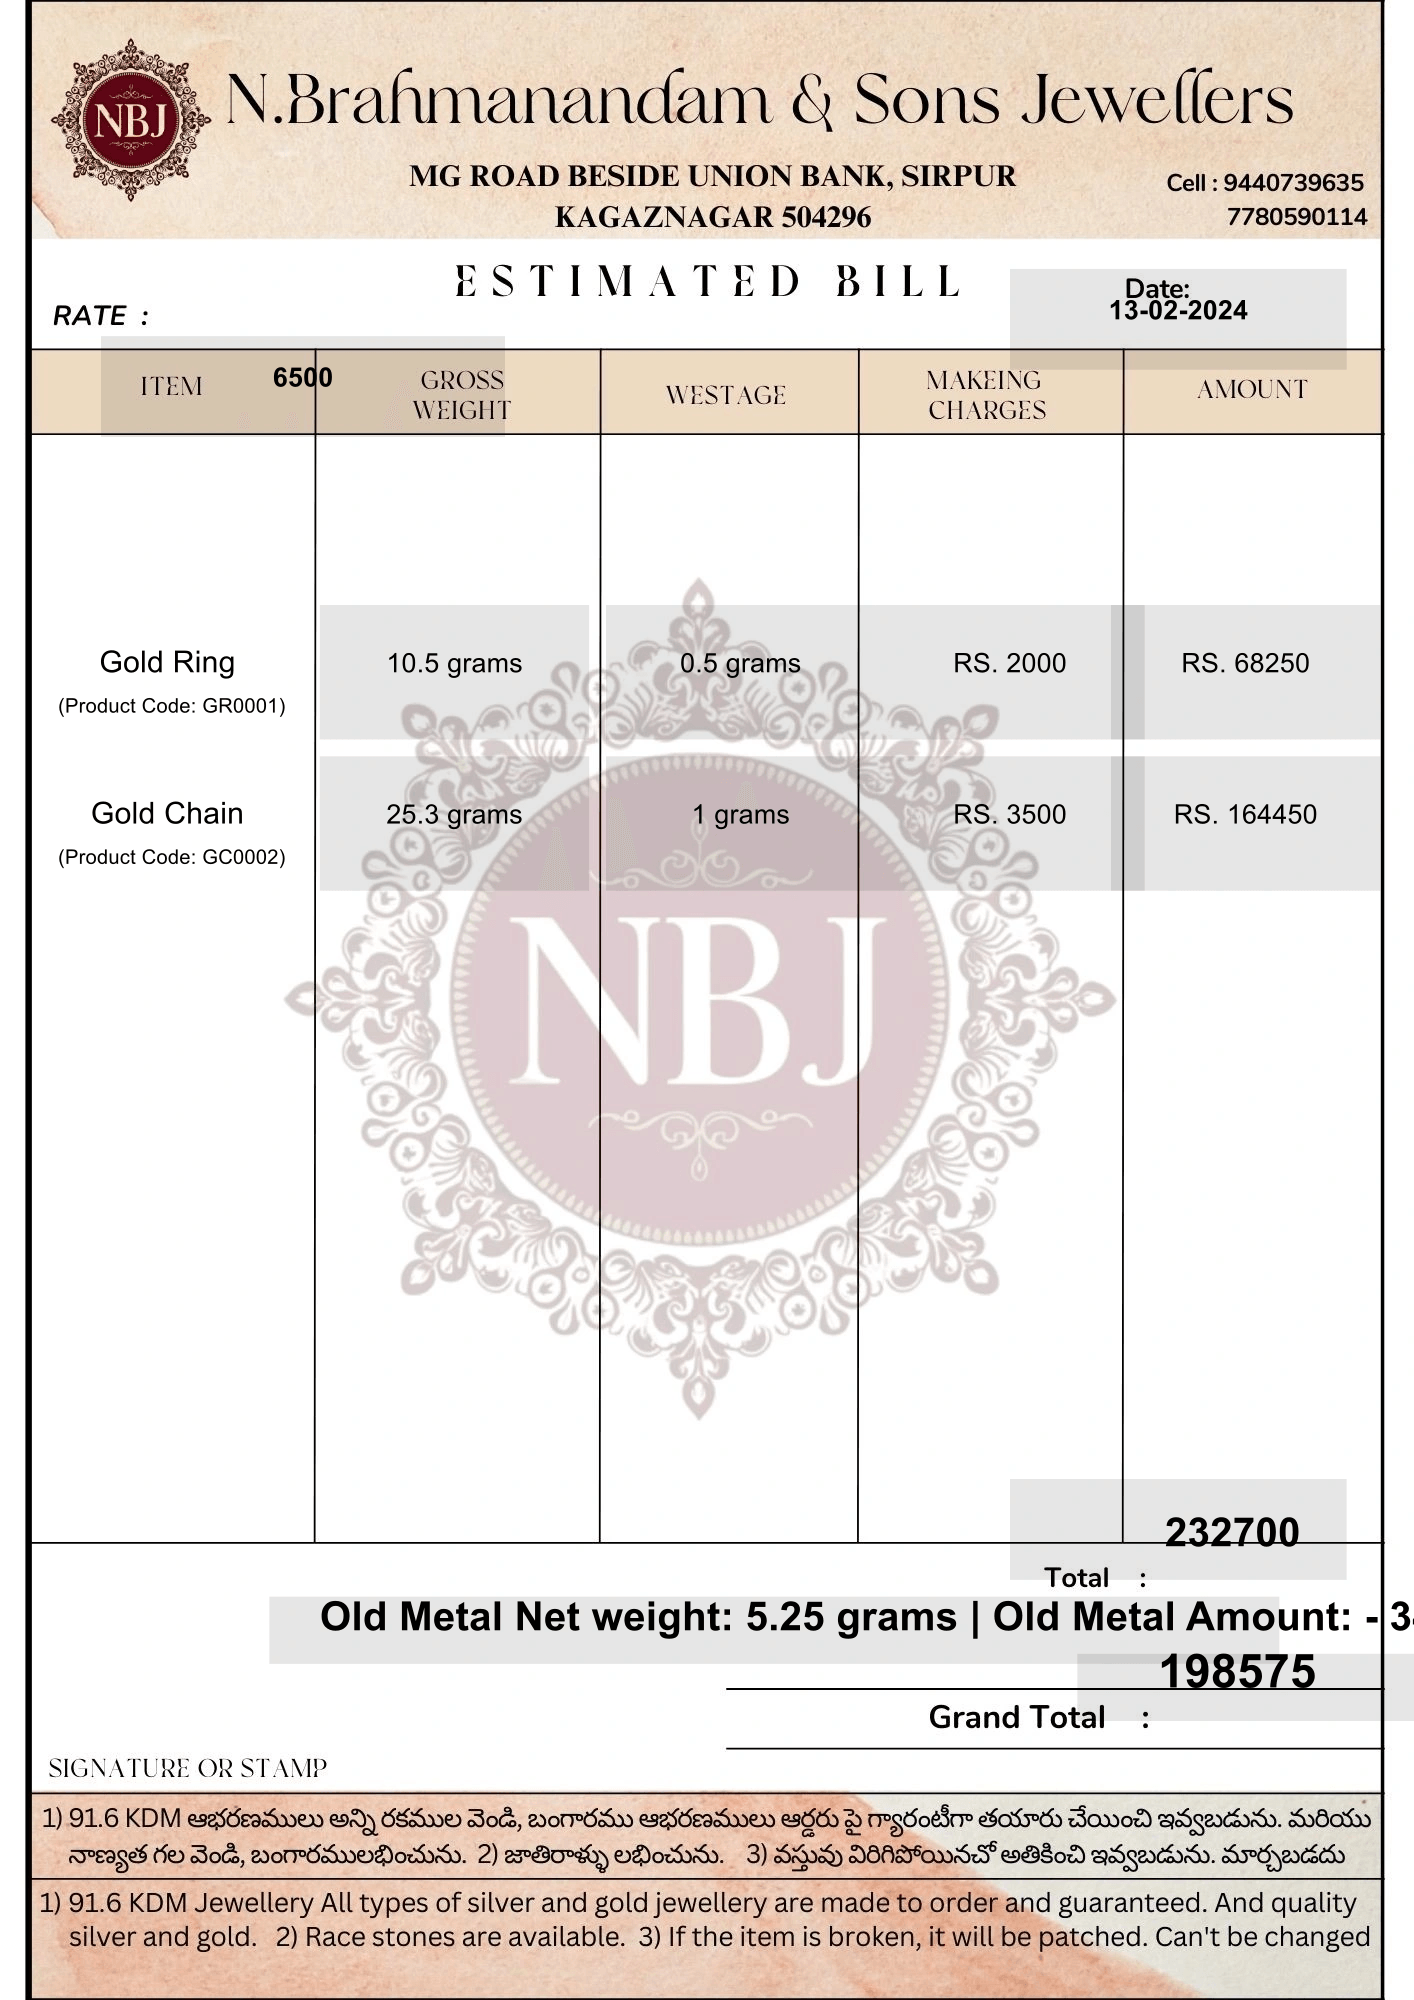 NBJ
N.Brahmanandam & Sons Jewellers
MG ROAD BESIDE UNION BANK, SIRPUR
KAGAZNAGAR 504296
Cell : 9440739635
7780590114
ESTIMATED BILL
Date:
13-02-2024
RATE :
6500
ITEM GROSS WEIGHT WESTAGE MAKEING CHARGES AMOUNT
Gold Ring 10.5 grams 0.5 grams RS. 2000 RS. 68250
(Product Code: GR0001)
Gold Chain 25.3 grams 1 grams RS. 3500 RS. 164450
(Product Code: GC0002)
NBJ
232700
Total :
Old Metal Net weight: 5.25 grams | Old Metal Amount: - 3
198575
Grand Total :
SIGNATURE OR STAMP
1) 91.6 KDM ఆభరణములు అన్ని రకముల వెండి, బంగారము ఆభరణములు ఆర్డరు పై గ్యారంటీగా తయారు చేయించి ఇవ్వబడును. మరియు
నాణ్యత గల వెండి, బంగారములభించును. 2) జాతిరాళ్ళు లభించును. 3) వస్తువు విరిగిపోయినచో అతికించి ఇవ్వబడును. మార్చబడదు
1) 91.6 KDM Jewellery All types of silver and gold jewellery are made to order and guaranteed. And quality
silver and gold. 2) Race stones are available. 3) If the item is broken, it will be patched. Can't be changed